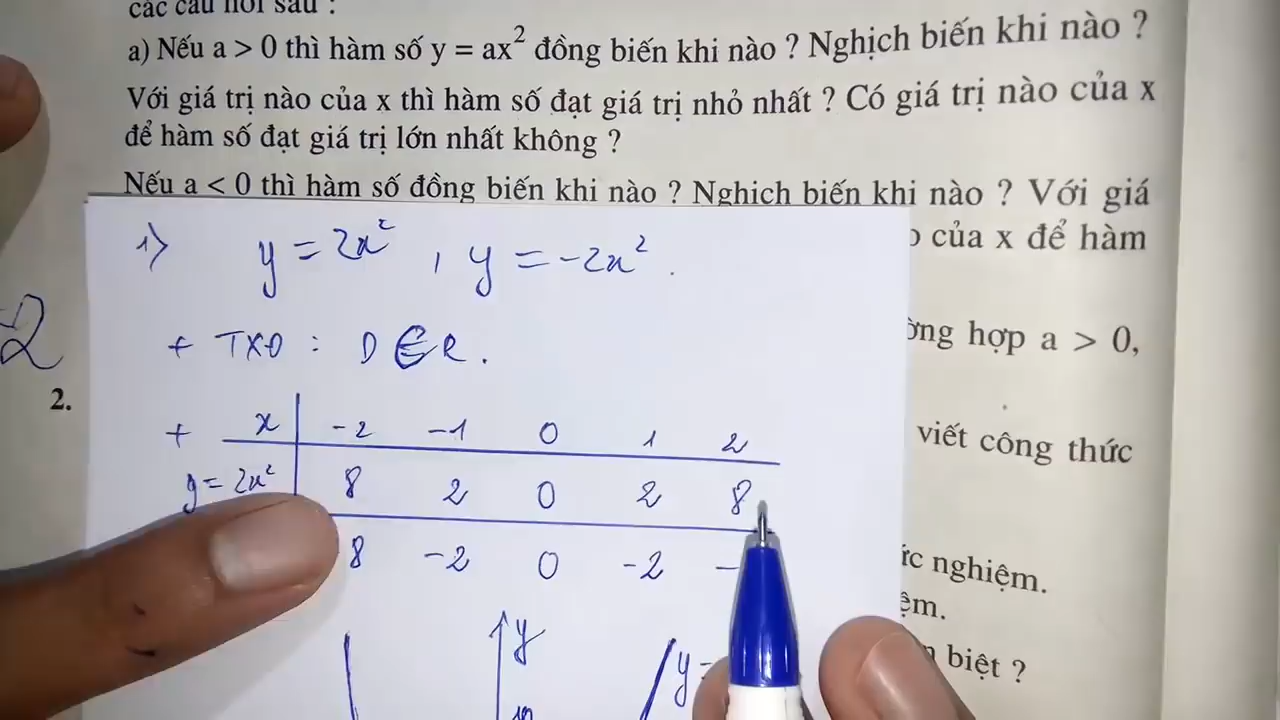 các câu hỏi sau :
a) Nếu a > 0 thì hàm số y = ax² đồng biến khi nào ? Nghịch biến khi nào ?
Với giá trị nào của x thì hàm số đạt giá trị nhỏ nhất ? Có giá trị nào của x
để hàm số đạt giá trị lớn nhất không ?
Nếu a < 0 thì hàm số đồng biến khi nào ? Nghịch biến khi nào ? Với giá
của x để hàm
1) y = 2x² , y = -2x² .
+ TXĐ : D ∈ R .
ờng hợp a > 0,
2.
+ x -2 -1 0 1 2
viết công thức
y = 2x² 8 2 0 2 8
8 -2 0 -2 -
ức nghiệm.
ệm.
y
y =
biệt ?